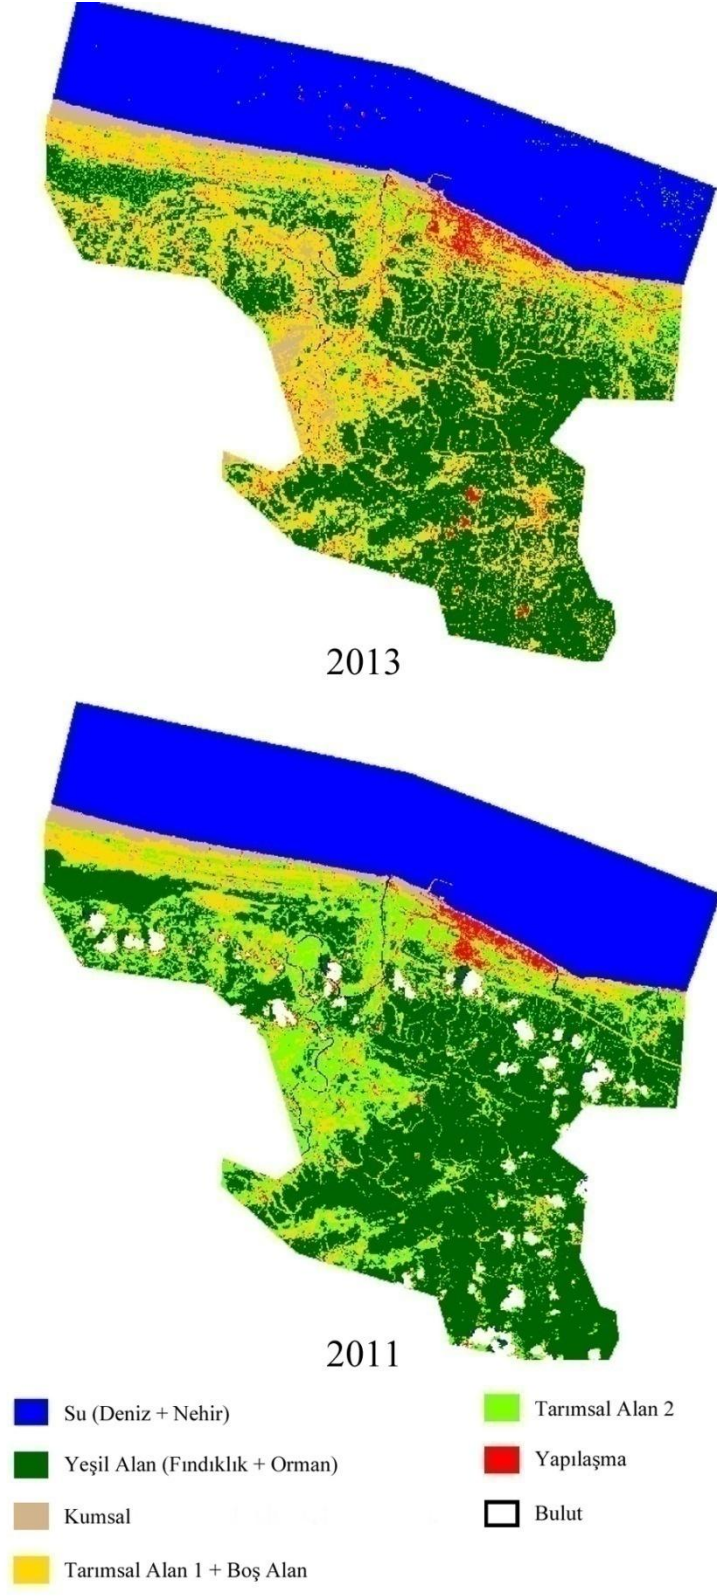 2013
2011
Su (Deniz + Nehir)
Yeşil Alan (Fındıklık + Orman)
Kumsal
Tarımsal Alan 1 + Boş Alan
Tarımsal Alan 2
Yapılaşma
Bulut